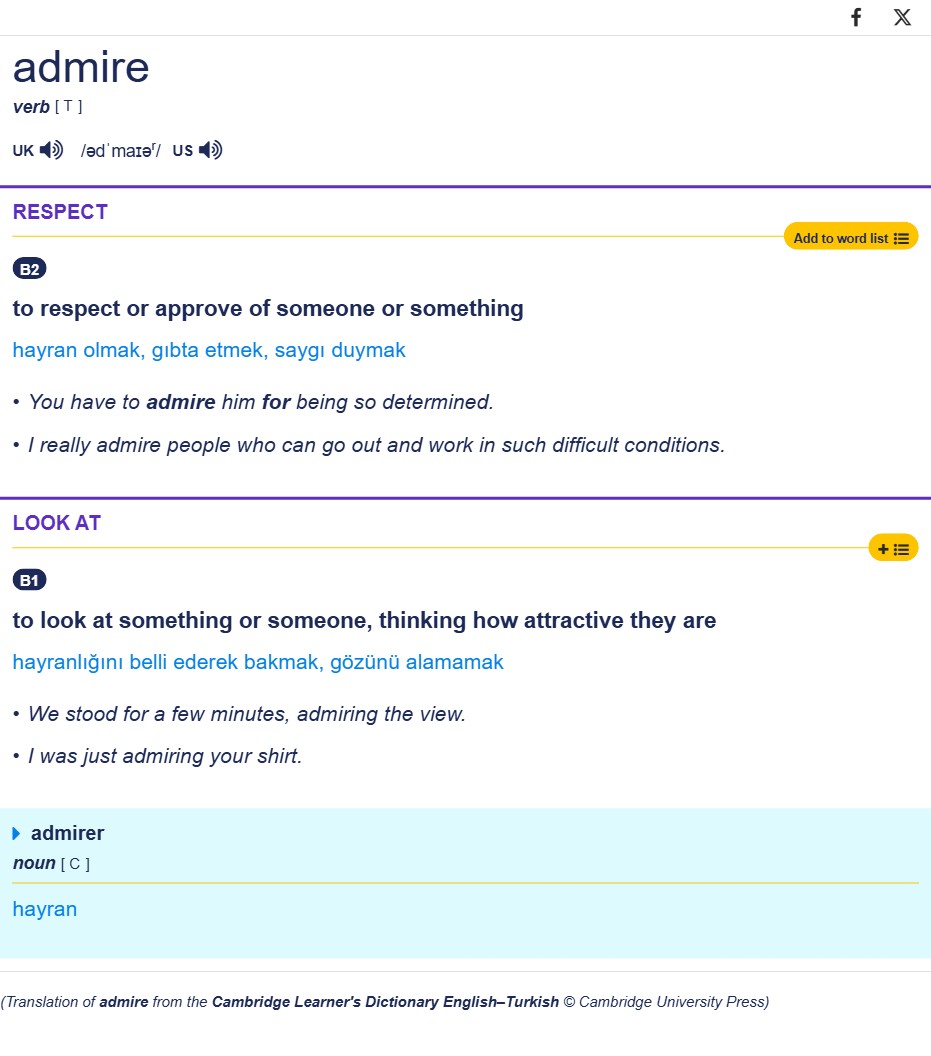 admire
verb [ T ]
UK /ədˈmaɪəʳ/ US
RESPECT
Add to word list
B2
to respect or approve of someone or something
hayran olmak, gıbta etmek, saygı duymak
• You have to admire him for being so determined.
• I really admire people who can go out and work in such difficult conditions.
LOOK AT
B1
to look at something or someone, thinking how attractive they are
hayranlığını belli ederek bakmak, gözünü alamamak
• We stood for a few minutes, admiring the view.
• I was just admiring your shirt.
admirer
noun [ C ]
hayran
(Translation of admire from the Cambridge Learner's Dictionary English–Turkish © Cambridge University Press)